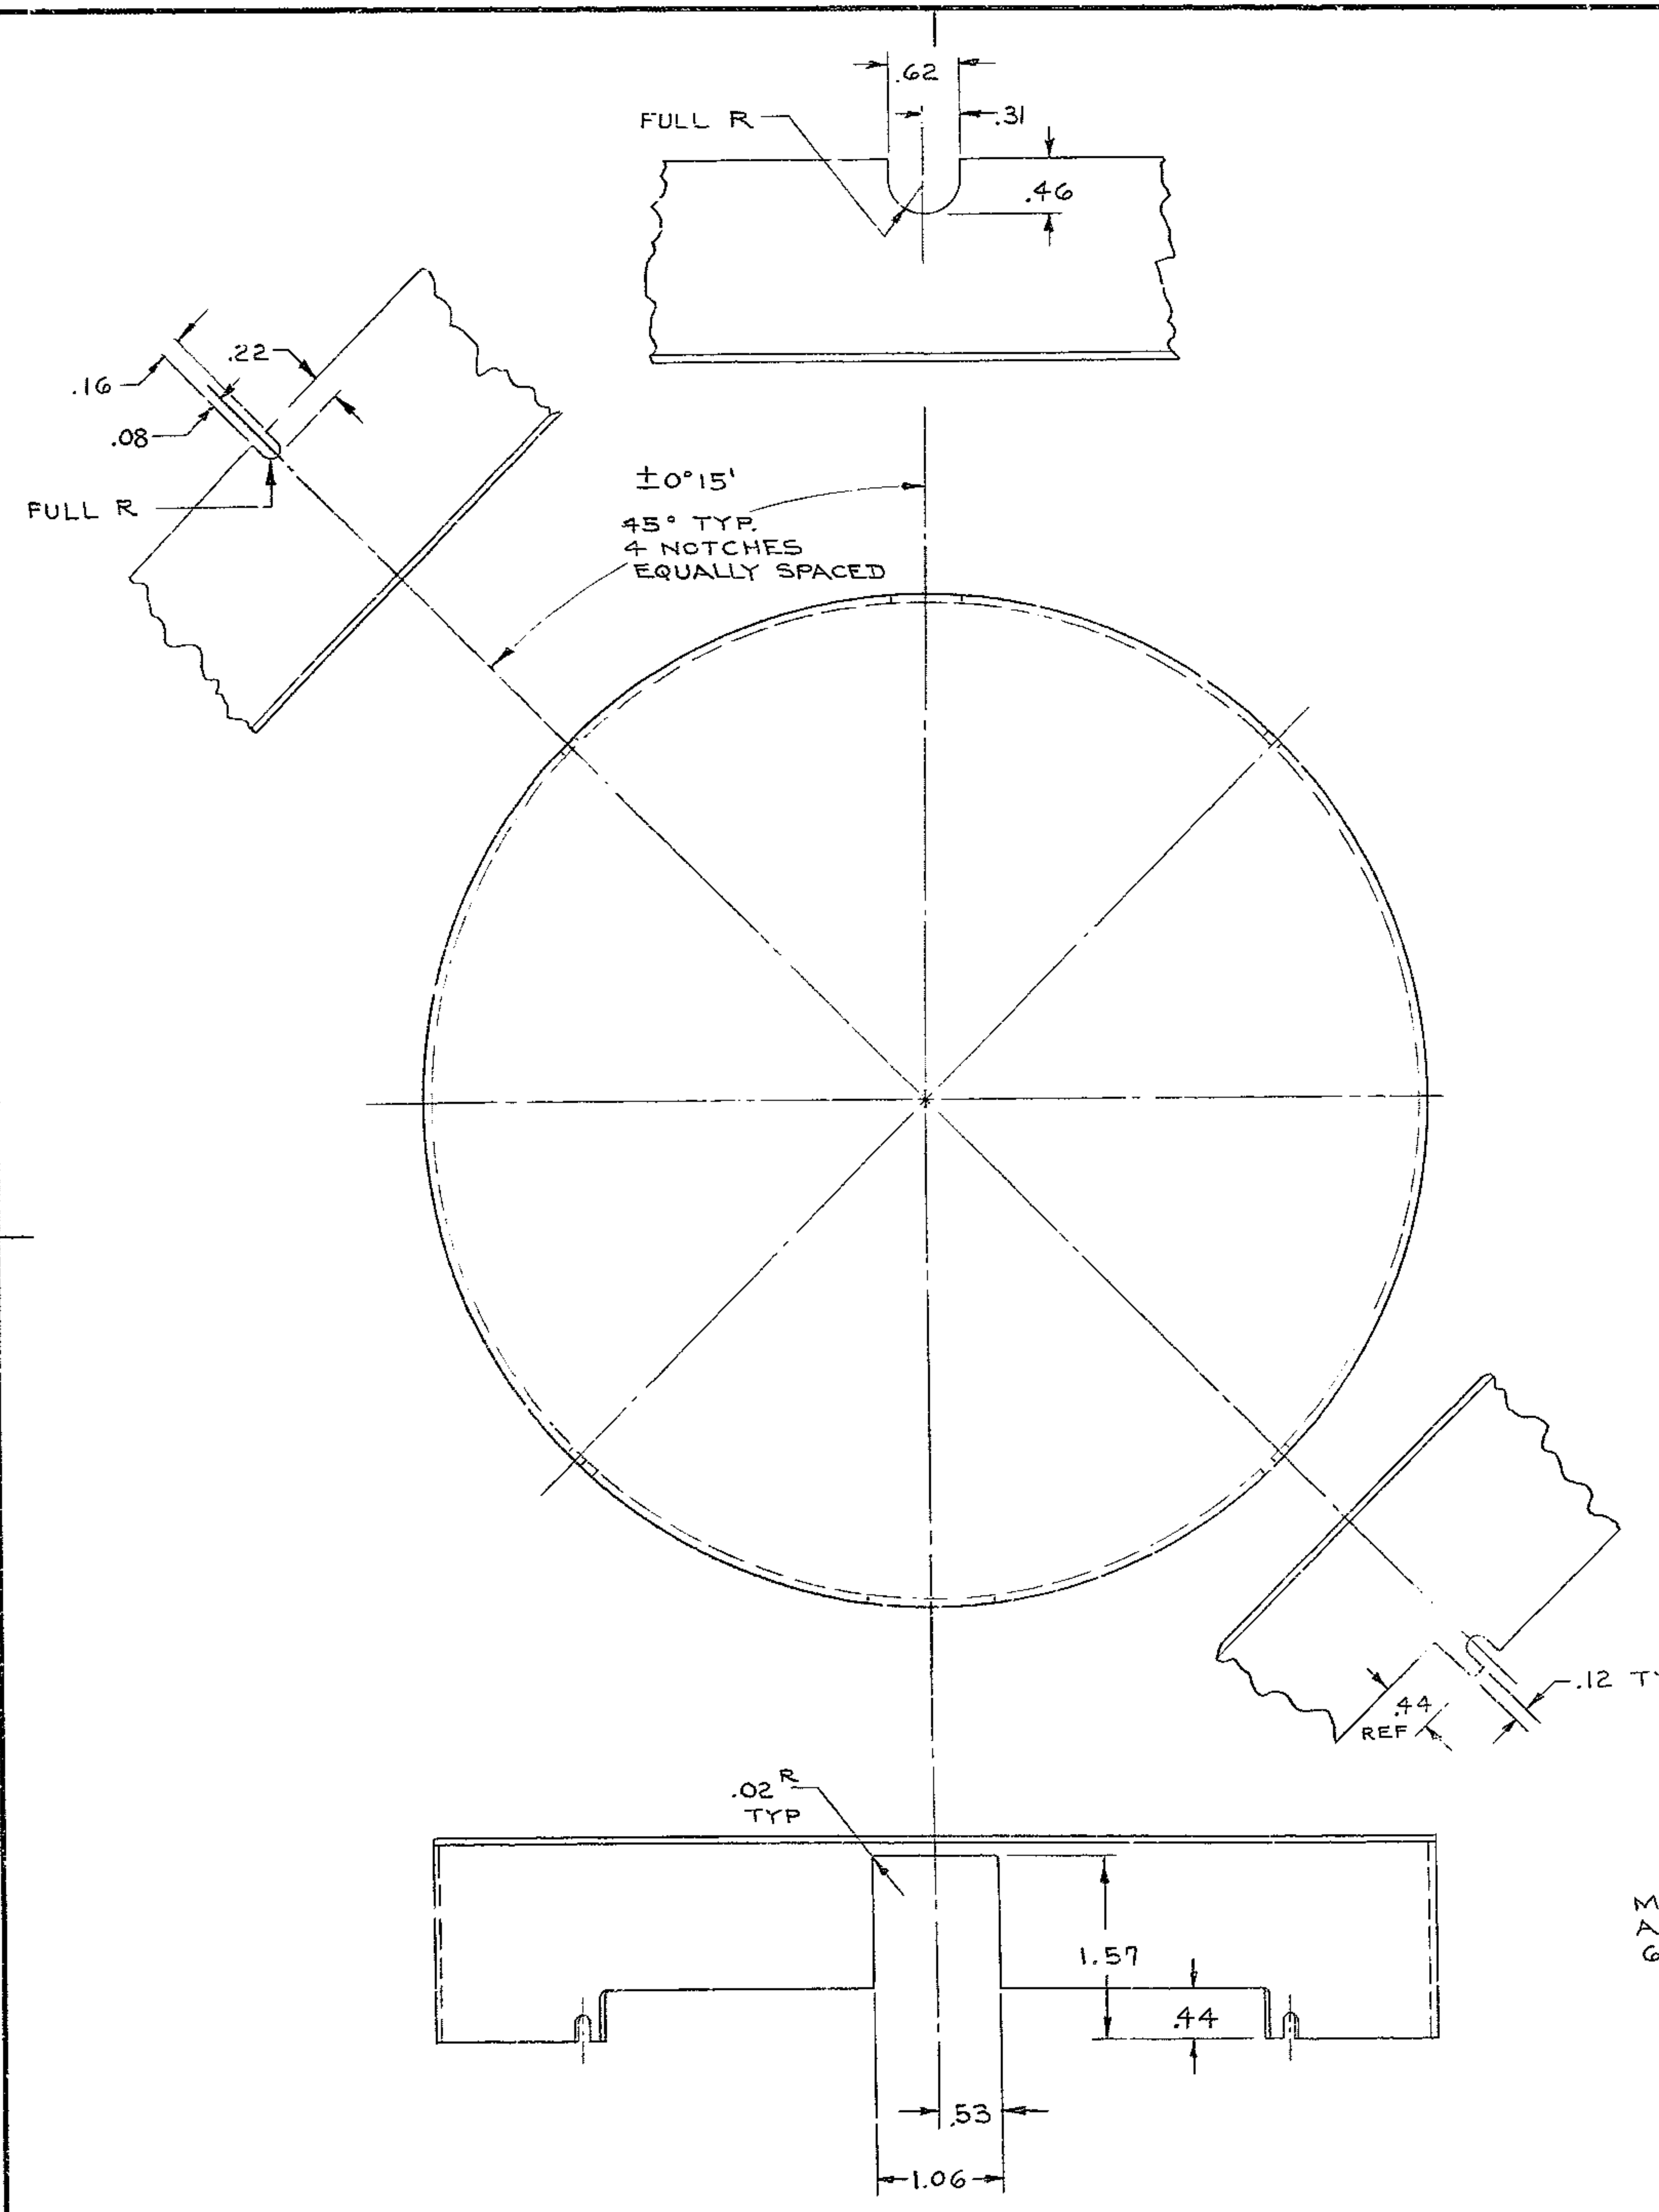 .62
.31
FULL R
.46
.22
.16
.08
FULL R
±0°15'
45° TYP.
4 NOTCHES
EQUALLY SPACED
.12
.44
REF
.02 R
TYP
1.57
.44
.53
1.06